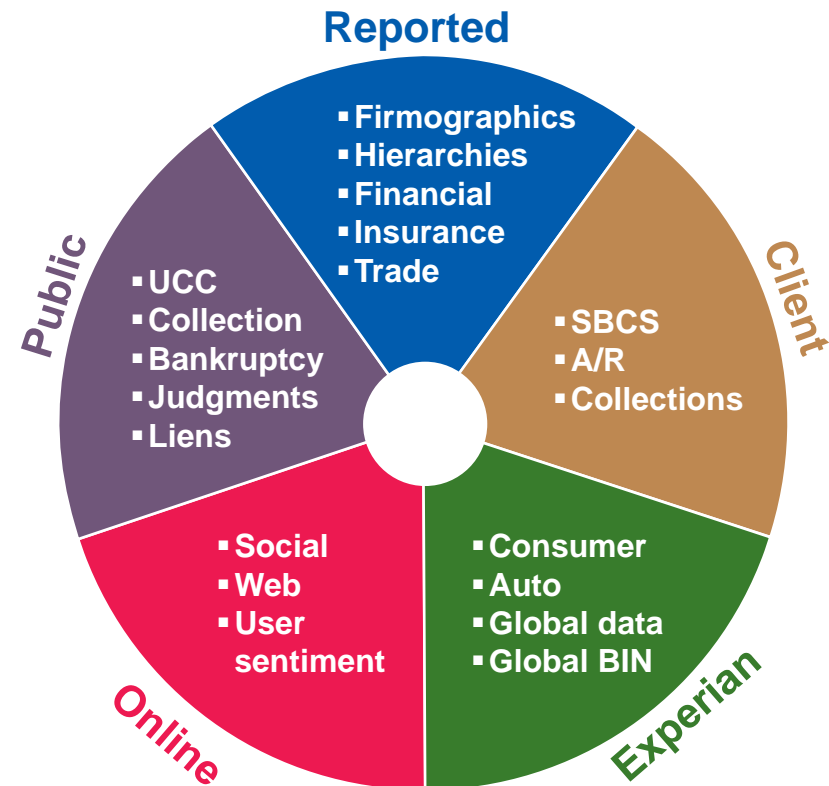 Reported
▪Firmographics
▪Hierarchies
▪Financial
▪Insurance
▪Trade
Client
▪SBCS
▪A/R
▪Collections
Experian
▪Consumer
▪Auto
▪Global data
▪Global BIN
Online
▪Social
▪Web
▪User
sentiment
Public
▪UCC
▪Collection
▪Bankruptcy
▪Judgments
▪Liens